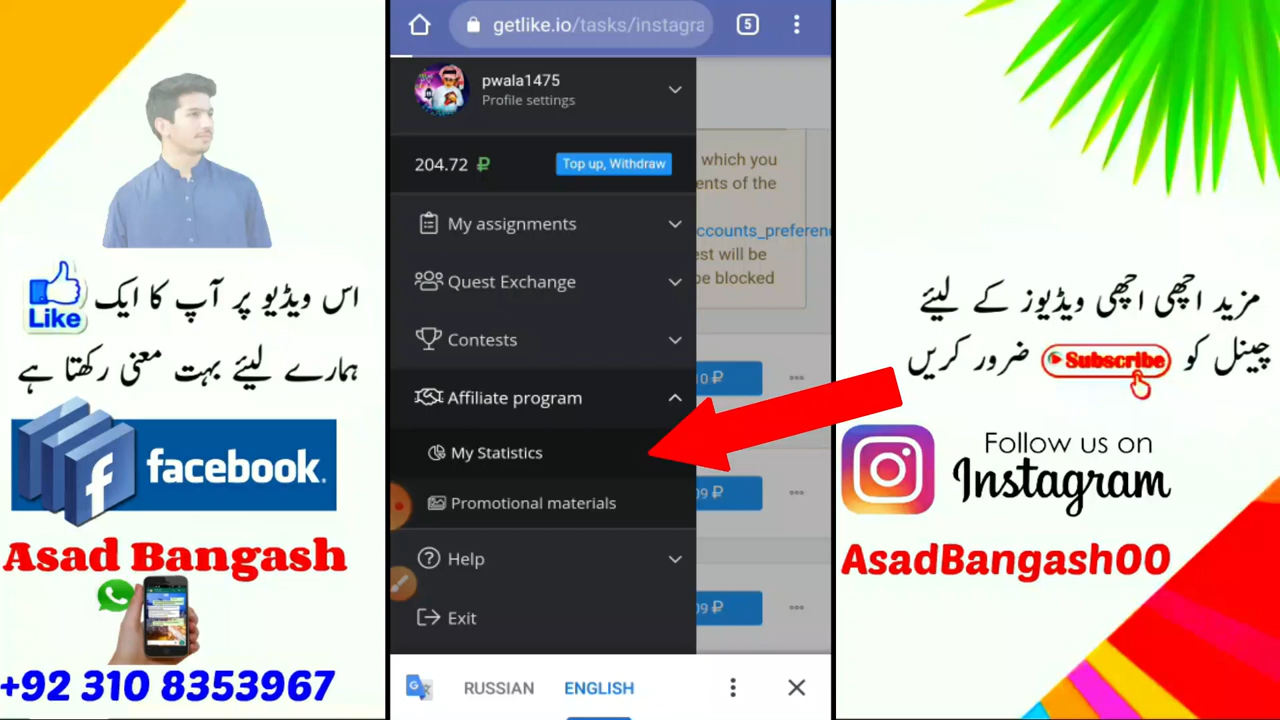 اس ویڈیو پر آپ کا ایک
Like
ہمارے لیئے بہت معنی رکھتا ہے
facebook.
Asad Bangash
+92 310 8353967
getlike.io/tasks/instagra
5
pwala1475
Profile settings
204.72 ₽
Top up, Withdraw
My assignments
Quest Exchange
Contests
Affiliate program
My Statistics
Promotional materials
Help
Exit
which you
ents of the
ccounts_preferen
est will be
be blocked
10 ₽
09 ₽
09 ₽
RUSSIAN
ENGLISH
مزید اچھی اچھی ویڈیوز کے لیئے
چینل کو Subscribe ضرور کریں
Follow us on
Instagram
AsadBangash00